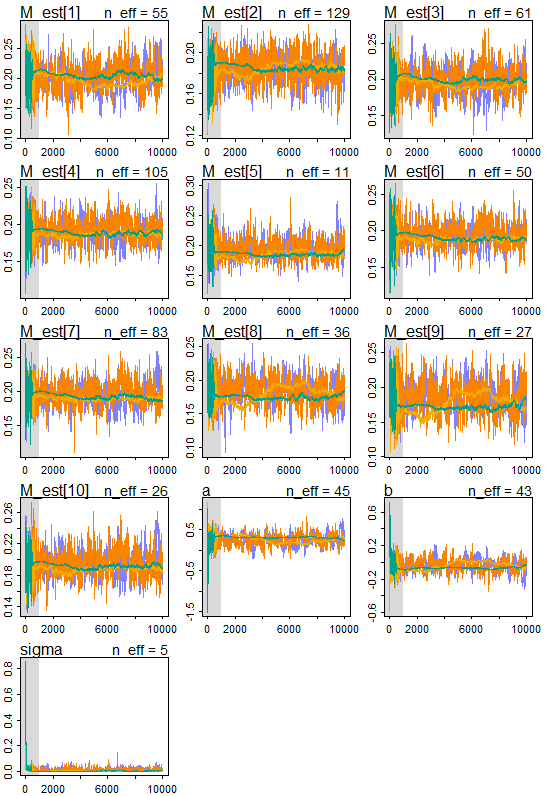 M_est[1] n_eff = 55
0.25
0.20
0.15
0.10
0 2000 6000 10000
M_est[2] n_eff = 129
0.20
0.16
0.12
0 2000 6000 10000
M_est[3] n_eff = 61
0.25
0.20
0.15
0 2000 6000 10000
M_est[4] n_eff = 105
0.25
0.20
0.15
0 2000 6000 10000
M_est[5] n_eff = 11
0.30
0.25
0.20
0.15
0 2000 6000 10000
M_est[6] n_eff = 50
0.25
0.20
0.15
0 2000 6000 10000
M_est[7] n_eff = 83
0.25
0.20
0.15
0 2000 6000 10000
M_est[8] n_eff = 36
0.25
0.20
0.15
0.10
0 2000 6000 10000
M_est[9] n_eff = 27
0.25
0.20
0.15
0.10
0 2000 6000 10000
M_est[10] n_eff = 26
0.26
0.22
0.18
0.14
0 2000 6000 10000
a n_eff = 45
0.5
-0.5
-1.5
0 2000 6000 10000
b n_eff = 43
0.6
0.2
-0.2
-0.6
0 2000 6000 10000
sigma n_eff = 5
0.8
0.6
0.4
0.2
0.0
0 2000 6000 10000